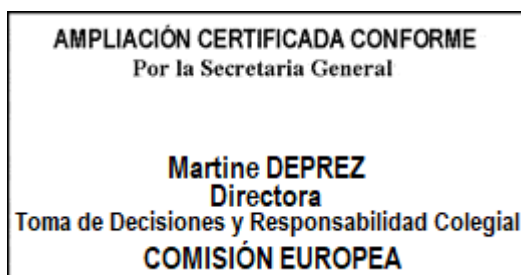 AMPLIACIÓN CERTIFICADA CONFORME
Por la Secretaria General
Martine DEPREZ
Directora
Toma de Decisiones y Responsabilidad Colegial
COMISIÓN EUROPEA